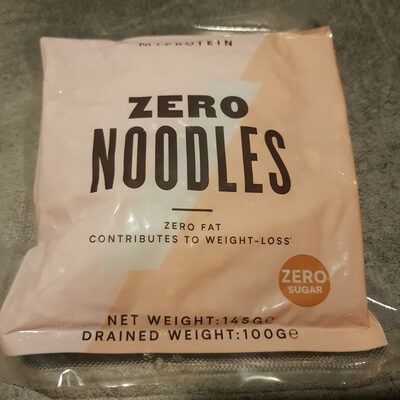 MYPROTEIN
ZERO
NOODLES
ZERO FAT
CONTRIBUTES TO WEIGHT-LOSS*
ZERO
SUGAR
NET WEIGHT:145G℮
DRAINED WEIGHT:100G℮